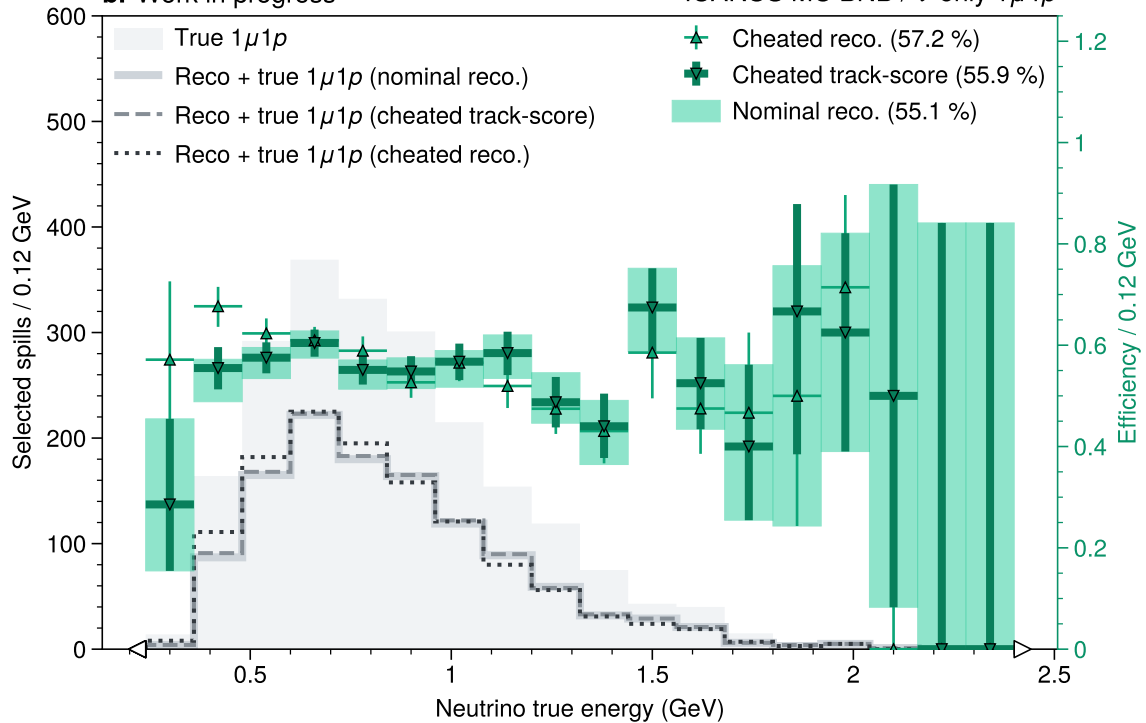 b. Work in progress
600
500
400
300
200
100
0
Selected spills / 0.12 GeV
True 1µ1p
Reco + true 1µ1p (nominal reco.)
Reco + true 1µ1p (cheated track-score)
Reco + true 1µ1p (cheated reco.)
Cheated reco. (57.2 %)
Cheated track-score (55.9 %)
Nominal reco. (55.1 %)
1.2
1
0.8
0.6
0.4
0.2
0
Efficiency / 0.12 GeV
0.5
1
1.5
2
2.5
Neutrino true energy (GeV)